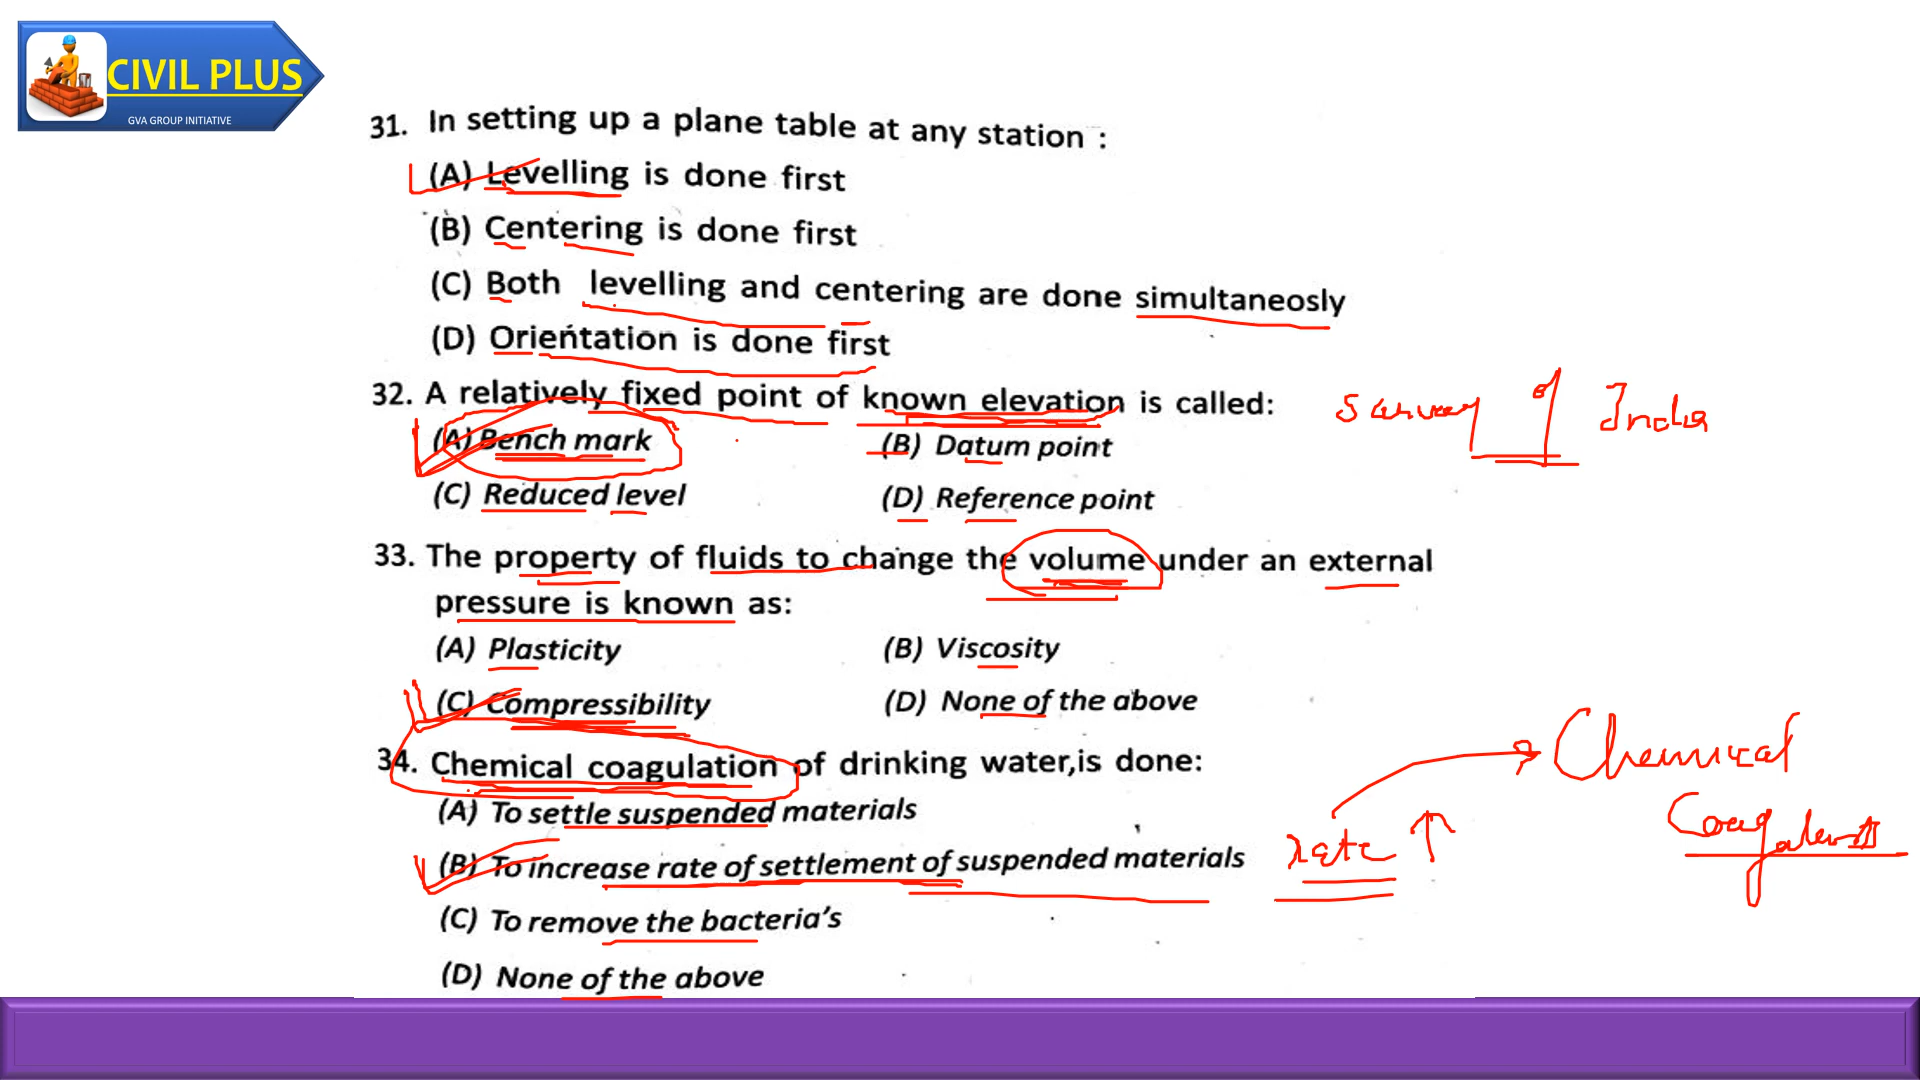 CIVIL PLUS
GVA GROUP INITIATIVE
31. In setting up a plane table at any station :
(A) Levelling is done first
(B) Centering is done first
(C) Both levelling and centering are done simultaneosly
(D) Orientation is done first
32. A relatively fixed point of known elevation is called:
Survey of India
(A) Bench mark (B) Datum point
(C) Reduced level (D) Reference point
33. The property of fluids to change the volume under an external
pressure is known as:
(A) Plasticity (B) Viscosity
(C) Compressibility (D) None of the above
34. Chemical coagulation of drinking water,is done:
Chemical
(A) To settle suspended materials
(B) To increase rate of settlement of suspended materials
rate ↑
(C) To remove the bacteria's
(D) None of the above